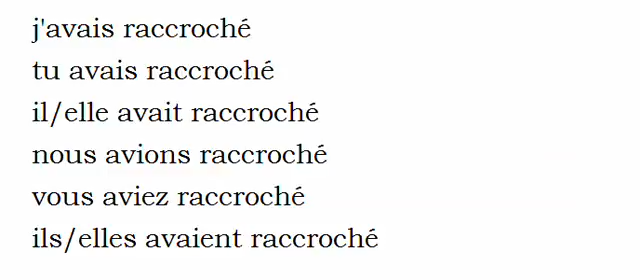 j'avais raccroché
tu avais raccroché
il/elle avait raccroché
nous avions raccroché
vous aviez raccroché
ils/elles avaient raccroché